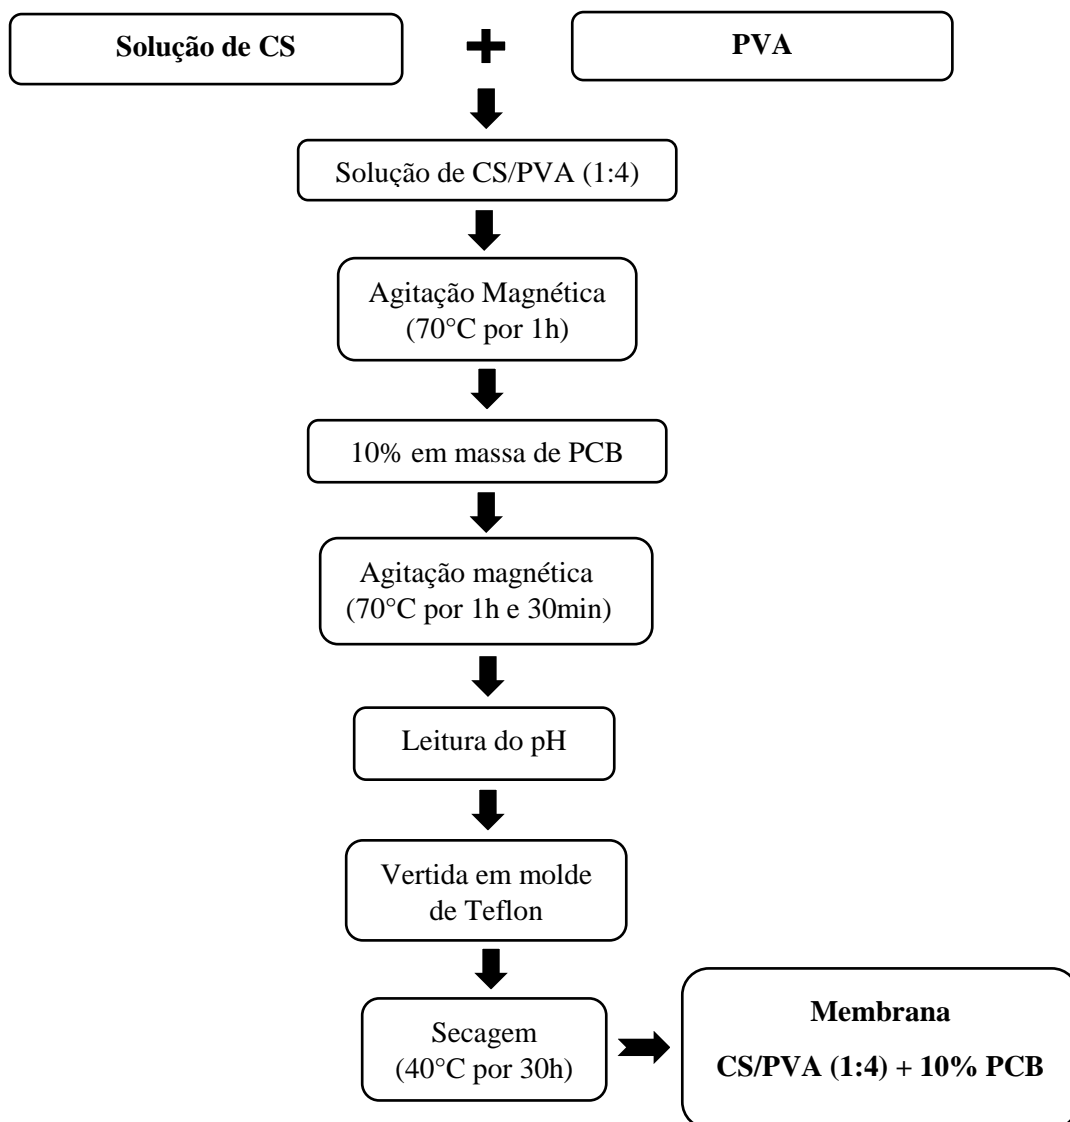 Solução de CS
+
PVA
Solução de CS/PVA (1:4)
Agitação Magnética
(70°C por 1h)
10% em massa de PCB
Agitação magnética
(70°C por 1h e 30min)
Leitura do pH
Vertida em molde
de Teflon
Secagem
(40°C por 30h)
Membrana
CS/PVA (1:4) + 10% PCB